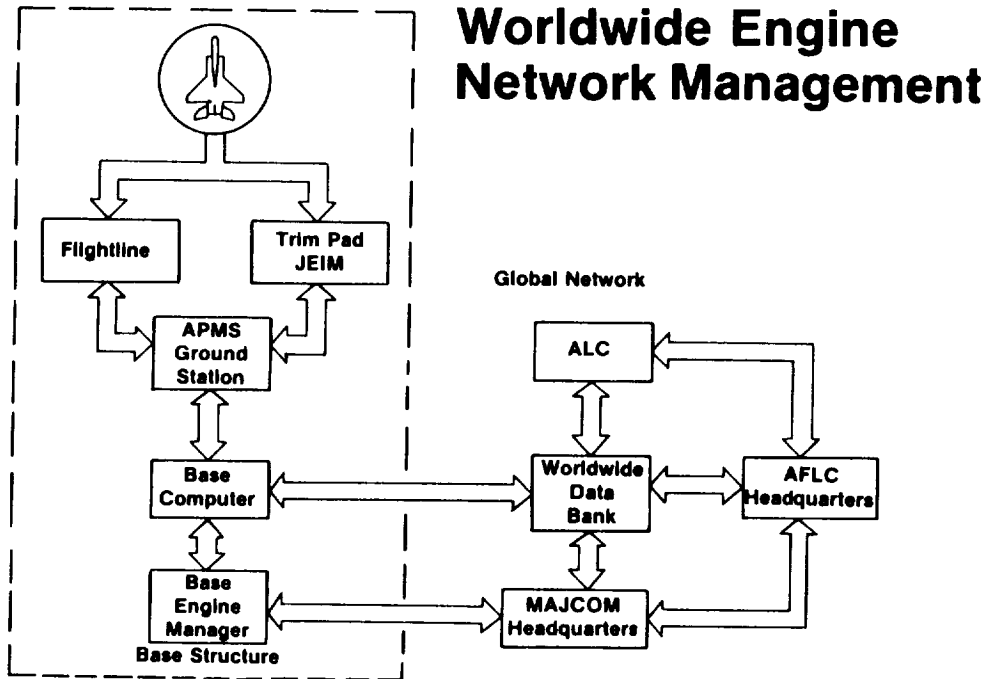 Worldwide Engine
Network Management
Flightline
Trim Pad
JEIM
APMS
Ground
Station
Base
Computer
Base
Engine
Manager
Base Structure
Global Network
ALC
Worldwide
Data
Bank
AFLC
Headquarters
MAJCOM
Headquarters